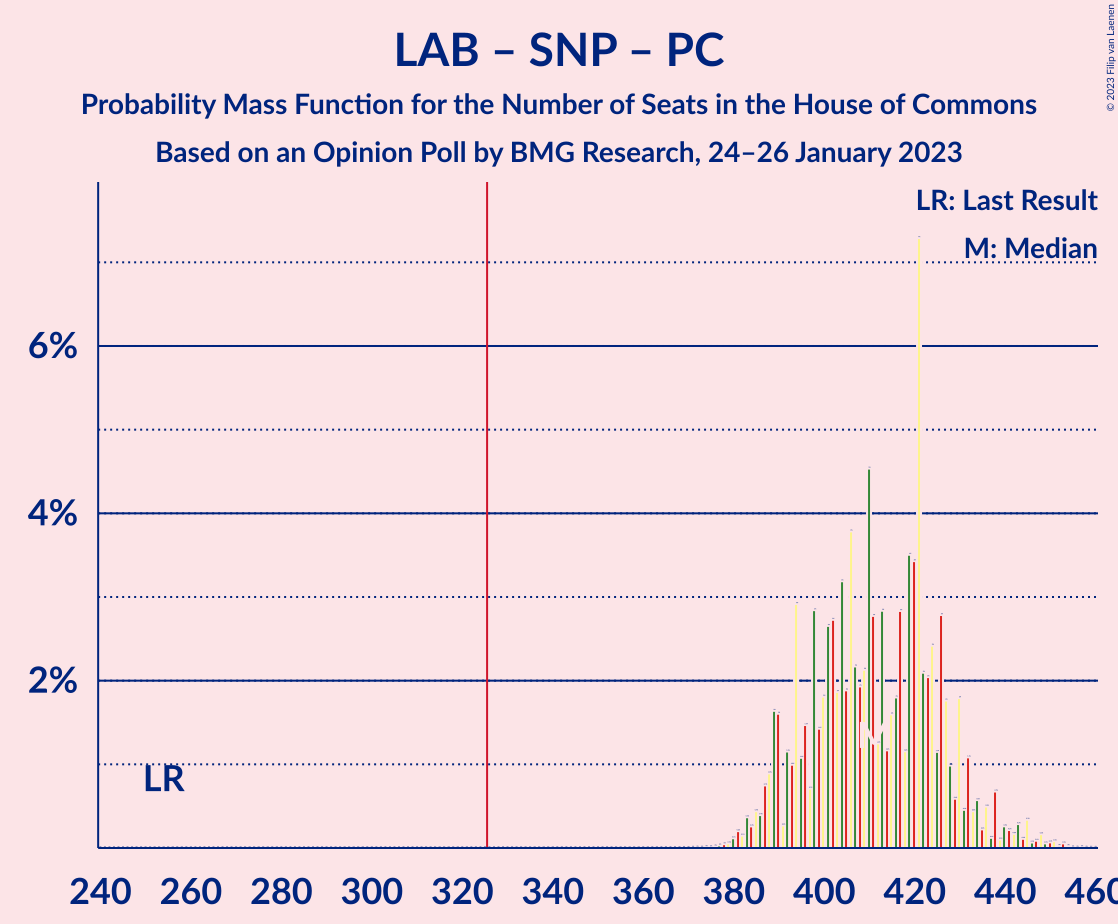 LAB – SNP – PC
Probability Mass Function for the Number of Seats in the House of Commons
Based on an Opinion Poll by BMG Research, 24–26 January 2023
© 2023 Filip van Laenen
LR: Last Result
M: Median
6%
4%
2%
LR
M
240 260 280 300 320 340 360 380 400 420 440 460